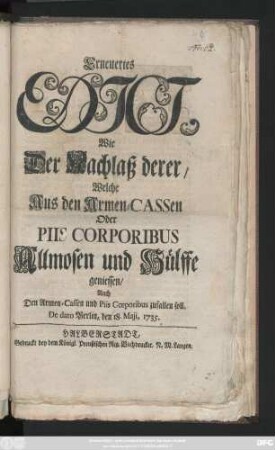 Erneuertes
EDICT,
Wie
Der Nachlaß derer/
Welche
Aus den Armen-CASSen
Oder
PIIS CORPORIBUS
Allmosen und Hülffe
geniessen/
Auch
Den Armen-Cassen und Piis Corporibus zufallen soll.
De dato Berlin, den 18. Maji, 1735.
HALBERSTADT,
Gedruckt bey dem Königl. Preußischen Reg. Buchdrucker, N. M. Langen.